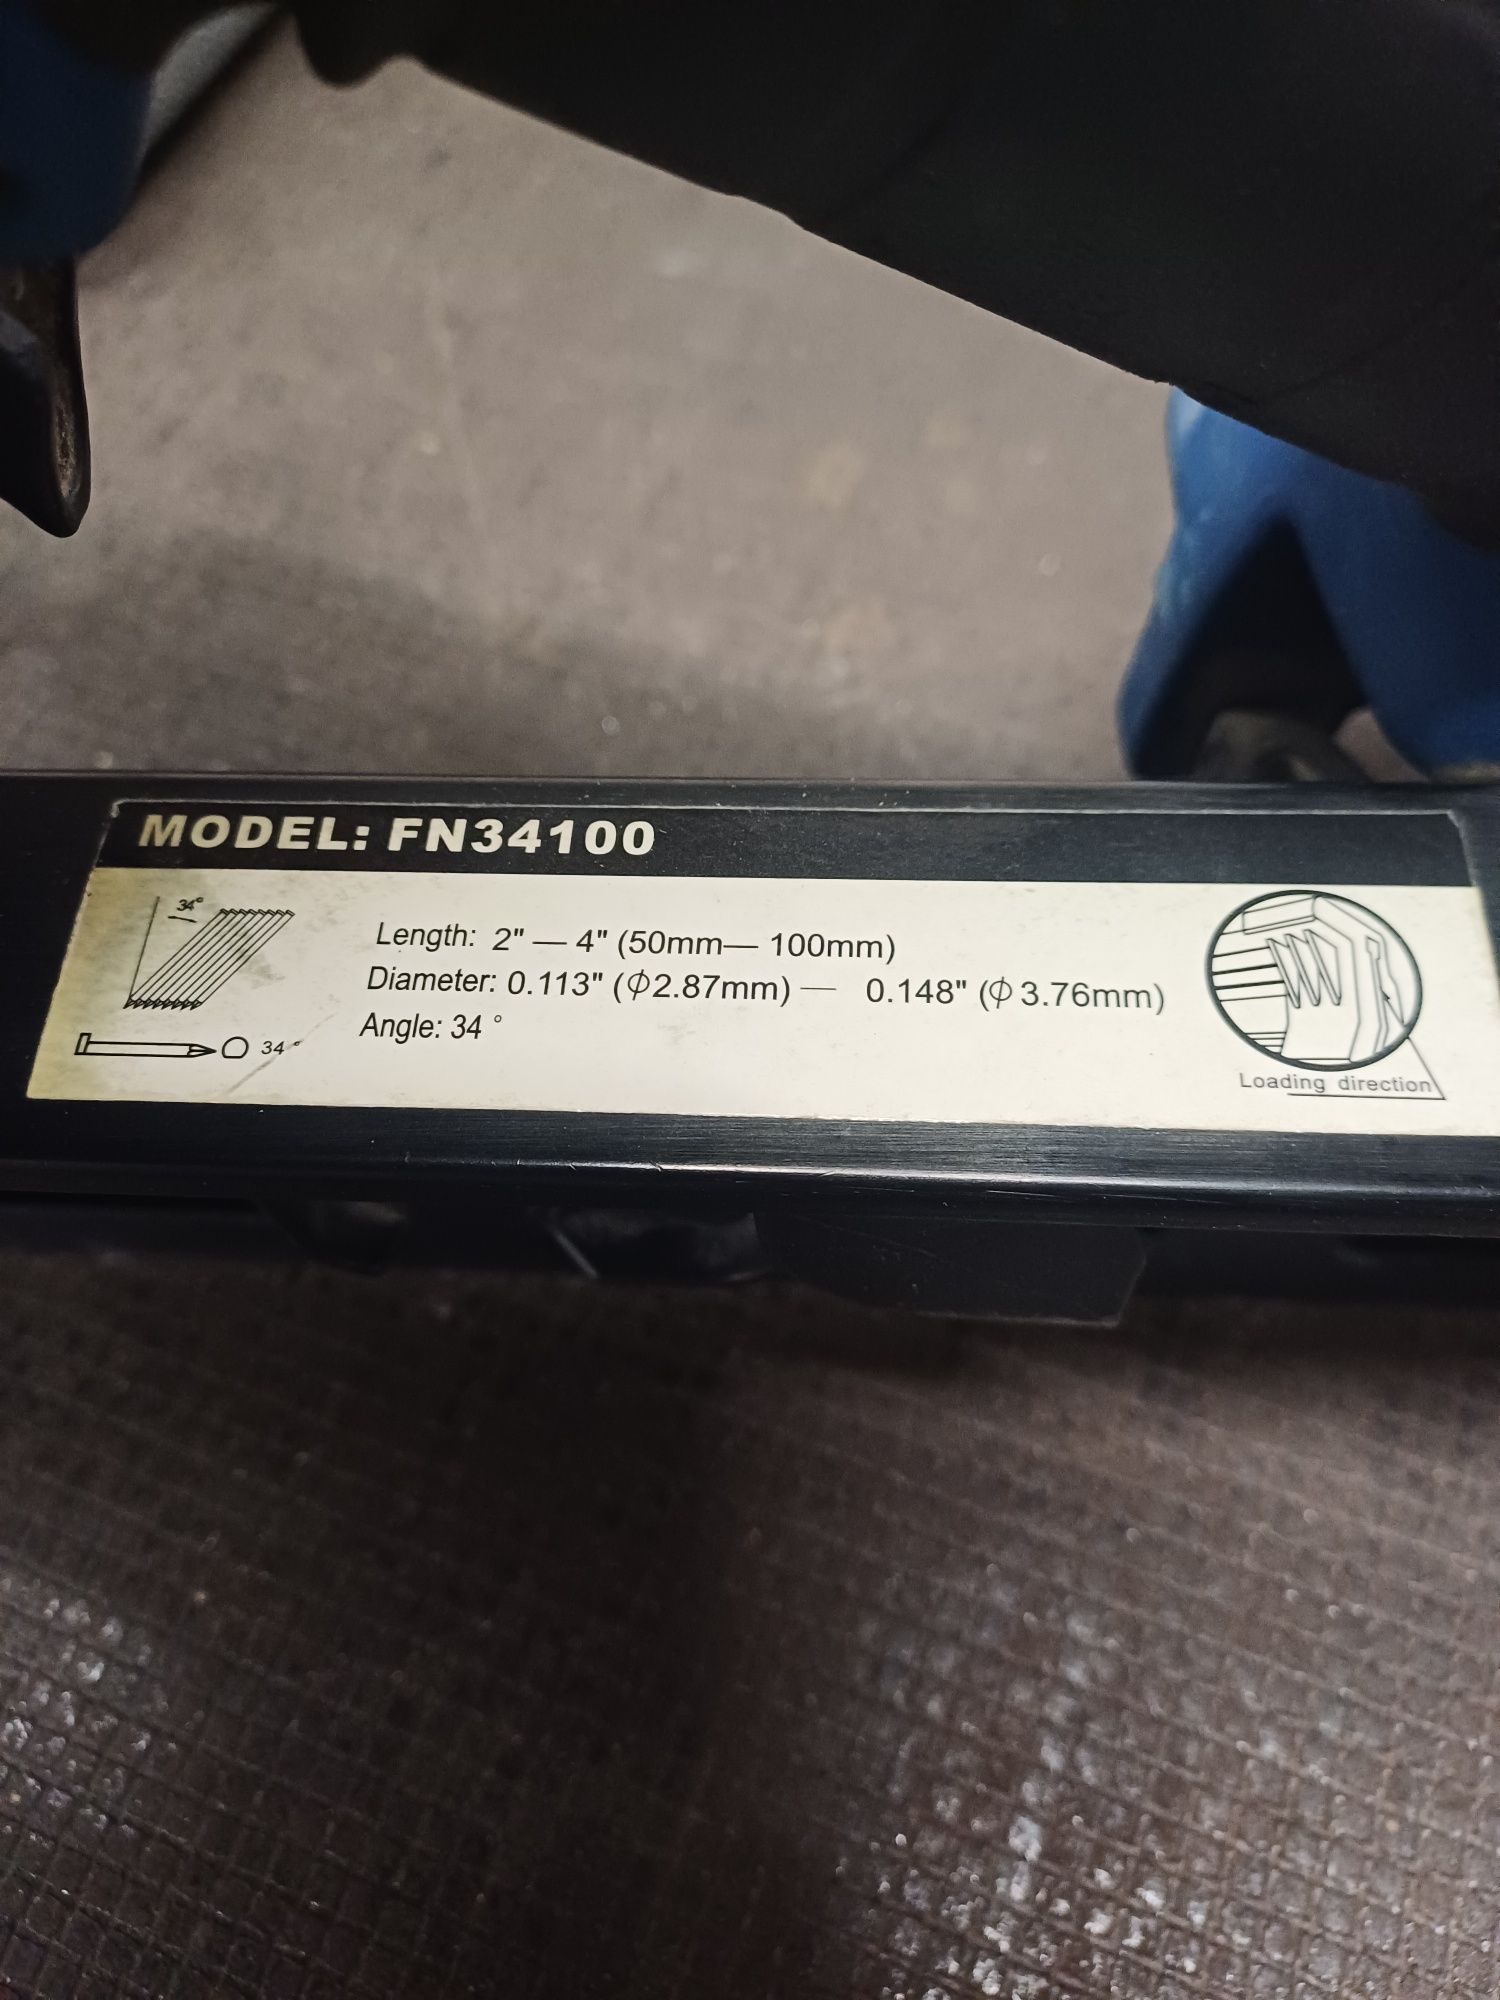 MODEL: FN34100
34°
Length: 2" — 4" (50mm— 100mm)
Diameter: 0.113" (ϕ2.87mm) — 0.148" (ϕ3.76mm)
Angle: 34 °
34 °
Loading direction